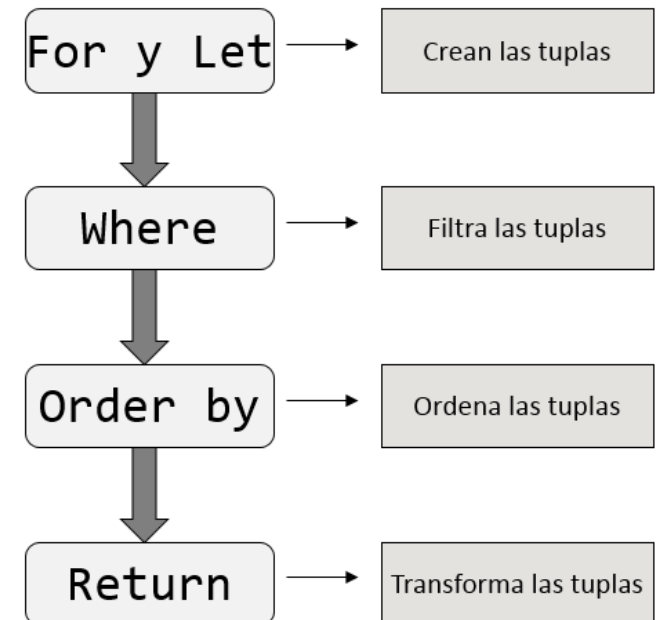 For y Let
Crean las tuplas
Where
Filtra las tuplas
Order by
Ordena las tuplas
Return
Transforma las tuplas